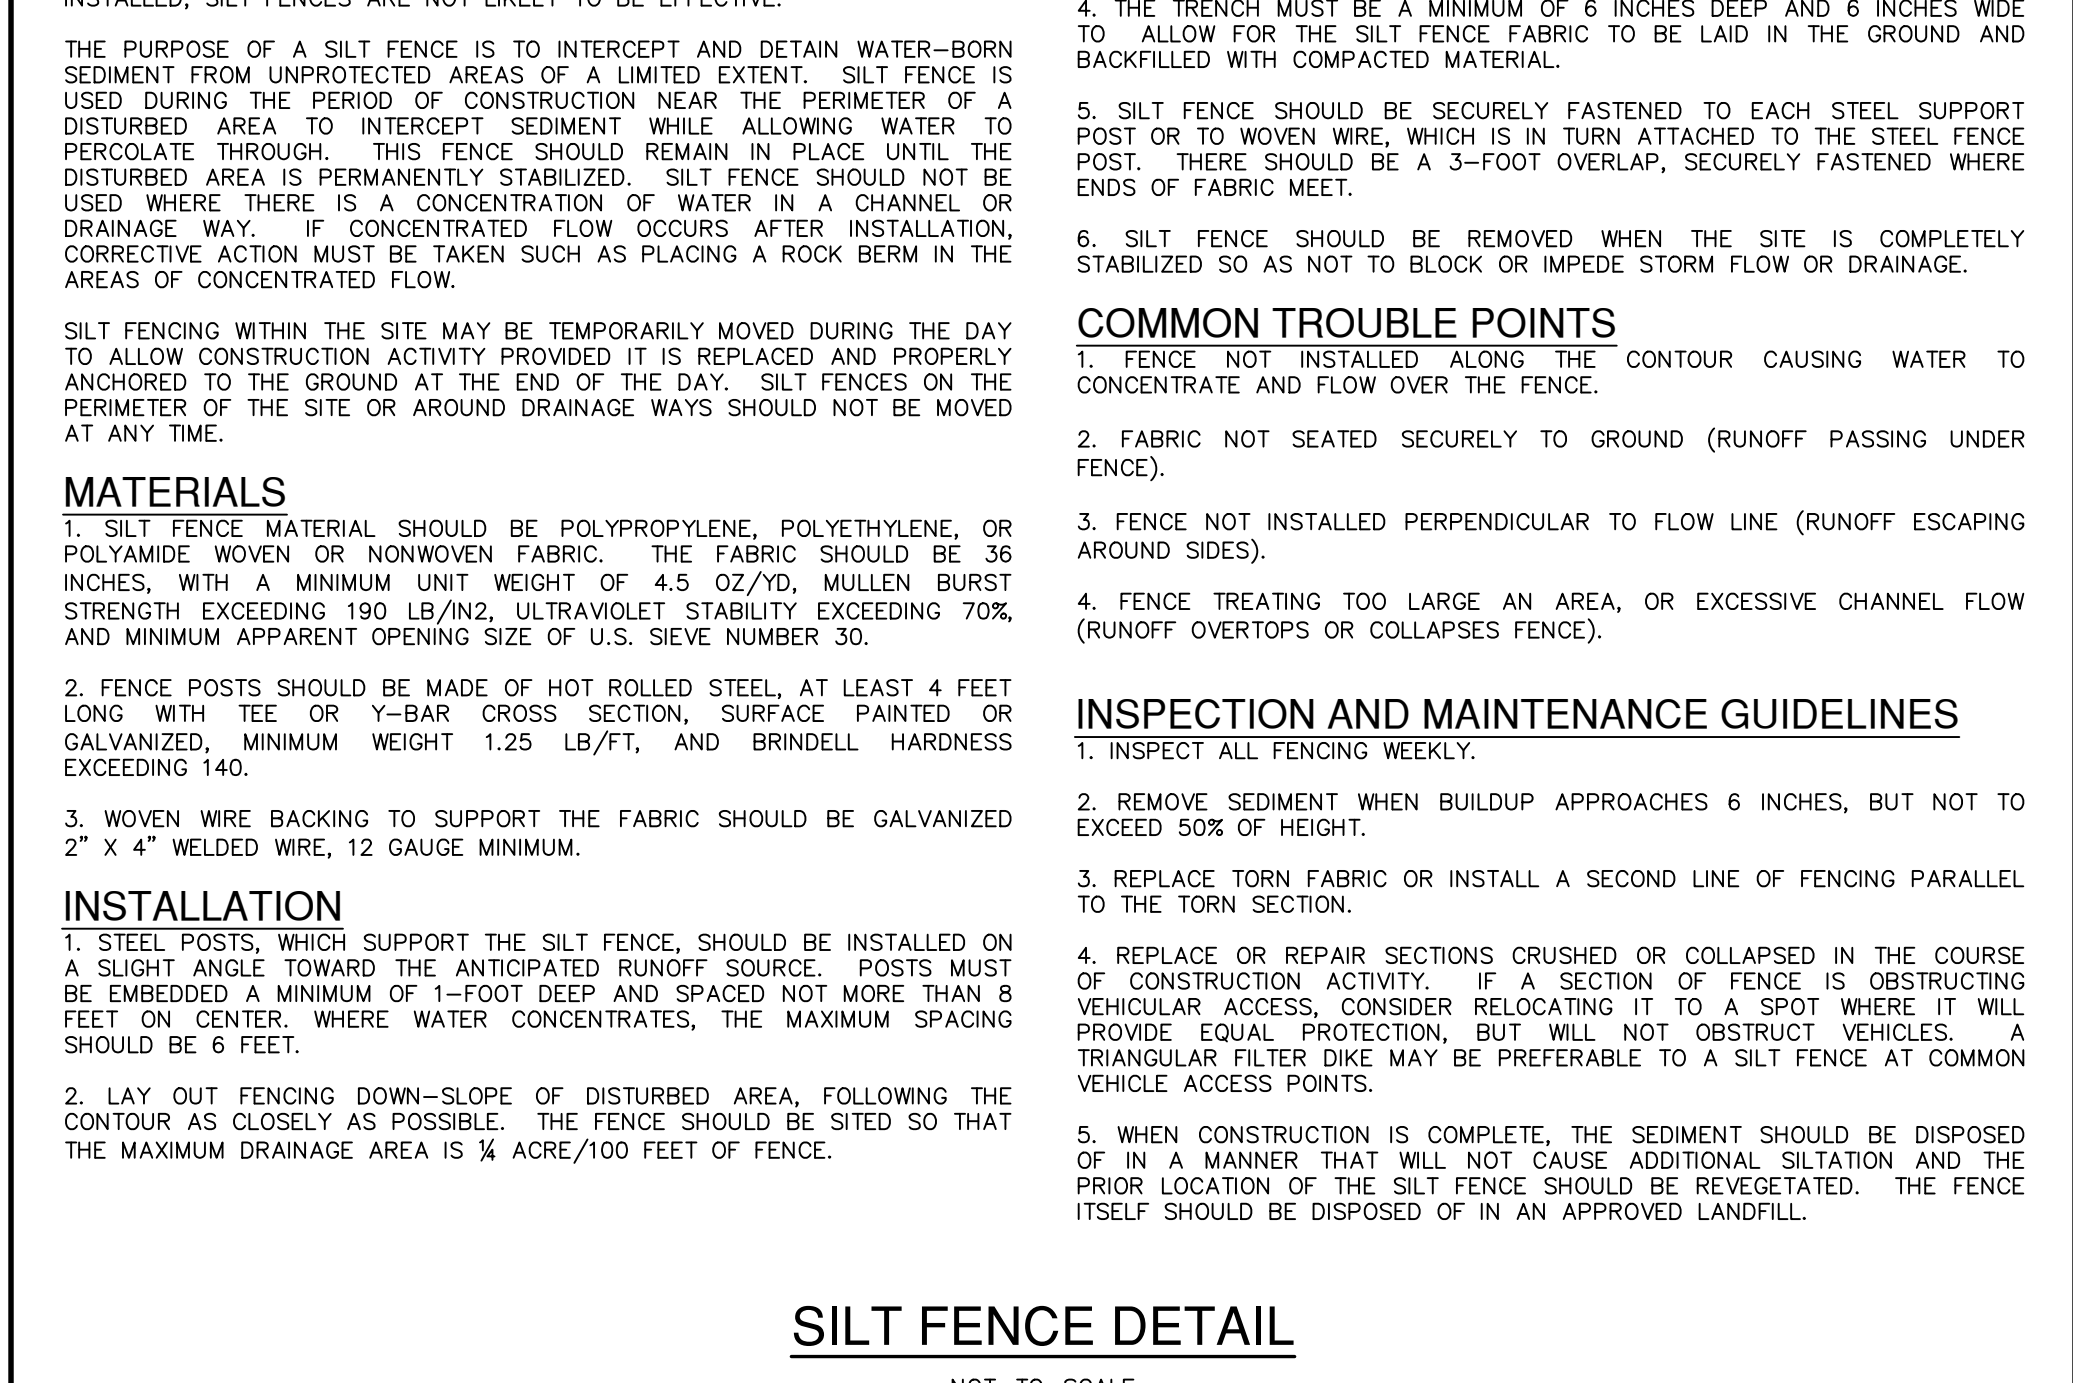 INSTALLED, SILT FENCES ARE NOT LIKELY TO BE EFFECTIVE.
THE PURPOSE OF A SILT FENCE IS TO INTERCEPT AND DETAIN WATER-BORN
SEDIMENT FROM UNPROTECTED AREAS OF A LIMITED EXTENT. SILT FENCE IS
USED DURING THE PERIOD OF CONSTRUCTION NEAR THE PERIMETER OF A
DISTURBED AREA TO INTERCEPT SEDIMENT WHILE ALLOWING WATER TO
PERCOLATE THROUGH. THIS FENCE SHOULD REMAIN IN PLACE UNTIL THE
DISTURBED AREA IS PERMANENTLY STABILIZED. SILT FENCE SHOULD NOT BE
USED WHERE THERE IS A CONCENTRATION OF WATER IN A CHANNEL OR
DRAINAGE WAY. IF CONCENTRATED FLOW OCCURS AFTER INSTALLATION,
CORRECTIVE ACTION MUST BE TAKEN SUCH AS PLACING A ROCK BERM IN THE
AREAS OF CONCENTRATED FLOW.
SILT FENCING WITHIN THE SITE MAY BE TEMPORARILY MOVED DURING THE DAY
TO ALLOW CONSTRUCTION ACTIVITY PROVIDED IT IS REPLACED AND PROPERLY
ANCHORED TO THE GROUND AT THE END OF THE DAY. SILT FENCES ON THE
PERIMETER OF THE SITE OR AROUND DRAINAGE WAYS SHOULD NOT BE MOVED
AT ANY TIME.
MATERIALS
1. SILT FENCE MATERIAL SHOULD BE POLYPROPYLENE, POLYETHYLENE, OR
POLYAMIDE WOVEN OR NONWOVEN FABRIC. THE FABRIC SHOULD BE 36
INCHES, WITH A MINIMUM UNIT WEIGHT OF 4.5 OZ/YD, MULLEN BURST
STRENGTH EXCEEDING 190 LB/IN2, ULTRAVIOLET STABILITY EXCEEDING 70%,
AND MINIMUM APPARENT OPENING SIZE OF U.S. SIEVE NUMBER 30.
2. FENCE POSTS SHOULD BE MADE OF HOT ROLLED STEEL, AT LEAST 4 FEET
LONG WITH TEE OR Y-BAR CROSS SECTION, SURFACE PAINTED OR
GALVANIZED, MINIMUM WEIGHT 1.25 LB/FT, AND BRINDELL HARDNESS
EXCEEDING 140.
3. WOVEN WIRE BACKING TO SUPPORT THE FABRIC SHOULD BE GALVANIZED
2" X 4" WELDED WIRE, 12 GAUGE MINIMUM.
INSTALLATION
1. STEEL POSTS, WHICH SUPPORT THE SILT FENCE, SHOULD BE INSTALLED ON
A SLIGHT ANGLE TOWARD THE ANTICIPATED RUNOFF SOURCE. POSTS MUST
BE EMBEDDED A MINIMUM OF 1-FOOT DEEP AND SPACED NOT MORE THAN 8
FEET ON CENTER. WHERE WATER CONCENTRATES, THE MAXIMUM SPACING
SHOULD BE 6 FEET.
2. LAY OUT FENCING DOWN-SLOPE OF DISTURBED AREA, FOLLOWING THE
CONTOUR AS CLOSELY AS POSSIBLE. THE FENCE SHOULD BE SITED SO THAT
THE MAXIMUM DRAINAGE AREA IS ¼ ACRE/100 FEET OF FENCE.
4. THE TRENCH MUST BE A MINIMUM OF 6 INCHES DEEP AND 6 INCHES WIDE
TO ALLOW FOR THE SILT FENCE FABRIC TO BE LAID IN THE GROUND AND
BACKFILLED WITH COMPACTED MATERIAL.
5. SILT FENCE SHOULD BE SECURELY FASTENED TO EACH STEEL SUPPORT
POST OR TO WOVEN WIRE, WHICH IS IN TURN ATTACHED TO THE STEEL FENCE
POST. THERE SHOULD BE A 3-FOOT OVERLAP, SECURELY FASTENED WHERE
ENDS OF FABRIC MEET.
6. SILT FENCE SHOULD BE REMOVED WHEN THE SITE IS COMPLETELY
STABILIZED SO AS NOT TO BLOCK OR IMPEDE STORM FLOW OR DRAINAGE.
COMMON TROUBLE POINTS
1. FENCE NOT INSTALLED ALONG THE CONTOUR CAUSING WATER TO
CONCENTRATE AND FLOW OVER THE FENCE.
2. FABRIC NOT SEATED SECURELY TO GROUND (RUNOFF PASSING UNDER
FENCE).
3. FENCE NOT INSTALLED PERPENDICULAR TO FLOW LINE (RUNOFF ESCAPING
AROUND SIDES).
4. FENCE TREATING TOO LARGE AN AREA, OR EXCESSIVE CHANNEL FLOW
(RUNOFF OVERTOPS OR COLLAPSES FENCE).
INSPECTION AND MAINTENANCE GUIDELINES
1. INSPECT ALL FENCING WEEKLY.
2. REMOVE SEDIMENT WHEN BUILDUP APPROACHES 6 INCHES, BUT NOT TO
EXCEED 50% OF HEIGHT.
3. REPLACE TORN FABRIC OR INSTALL A SECOND LINE OF FENCING PARALLEL
TO THE TORN SECTION.
4. REPLACE OR REPAIR SECTIONS CRUSHED OR COLLAPSED IN THE COURSE
OF CONSTRUCTION ACTIVITY. IF A SECTION OF FENCE IS OBSTRUCTING
VEHICULAR ACCESS, CONSIDER RELOCATING IT TO A SPOT WHERE IT WILL
PROVIDE EQUAL PROTECTION, BUT WILL NOT OBSTRUCT VEHICLES. A
TRIANGULAR FILTER DIKE MAY BE PREFERABLE TO A SILT FENCE AT COMMON
VEHICLE ACCESS POINTS.
5. WHEN CONSTRUCTION IS COMPLETE, THE SEDIMENT SHOULD BE DISPOSED
OF IN A MANNER THAT WILL NOT CAUSE ADDITIONAL SILTATION AND THE
PRIOR LOCATION OF THE SILT FENCE SHOULD BE REVEGETATED. THE FENCE
ITSELF SHOULD BE DISPOSED OF IN AN APPROVED LANDFILL.
SILT FENCE DETAIL
NOT TO SCALE